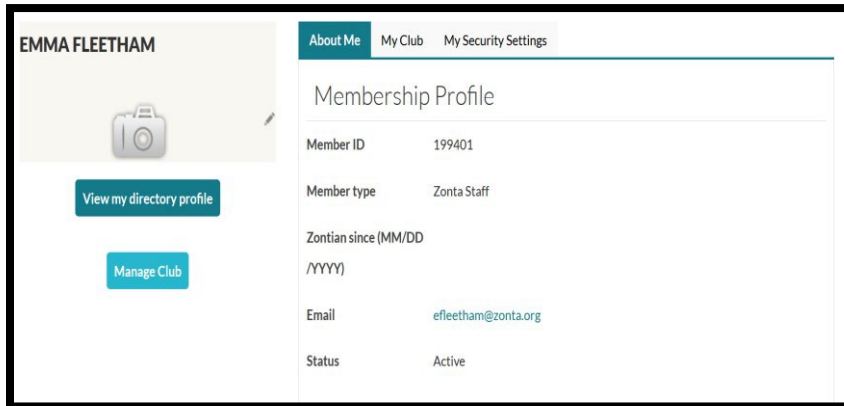 EMMA FLEETHAM
View my directory profile
Manage Club
About Me My Club My Security Settings
Membership Profile
Member ID 199401
Member type Zonta Staff
Zontian since (MM/DD
/YYYY)
Email efleetham@zonta.org
Status Active